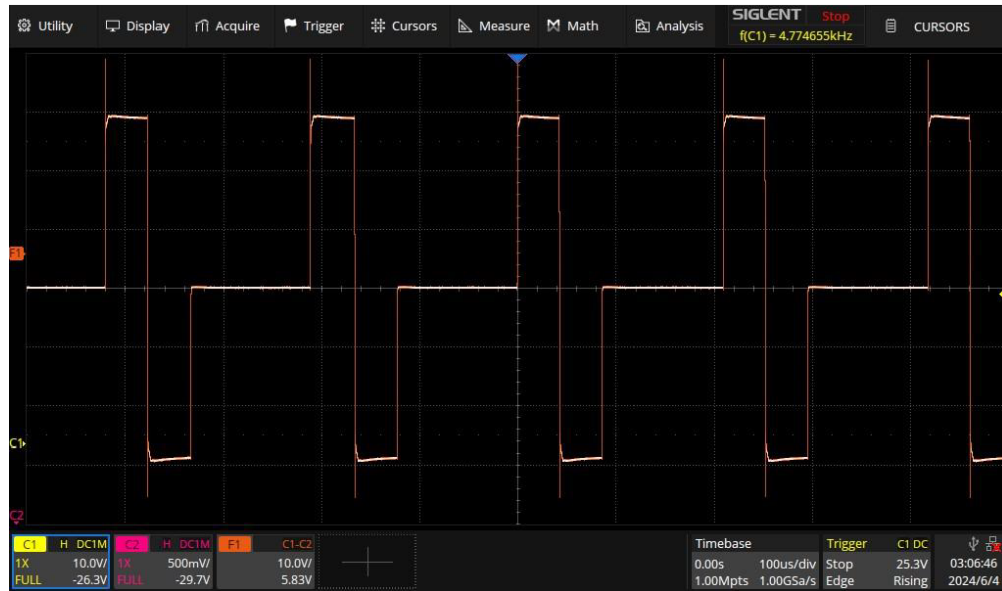 Utility Display Acquire Trigger Cursors Measure Math Analysis SIGLENT Stop CURSORS
f(C1) = 4.774655kHz
F1
C1
C2
C1 H DC1M C2 H DC1M F1 C1-C2 Timebase Trigger C1 DC
1X 10.0V/ 1X 500mV/ 10.0V/ 0.00s 100us/div Stop 25.3V 03:06:46
FULL -26.3V FULL -29.7V 5.83V 1.00Mpts 1.00GSa/s Edge Rising 2024/6/4